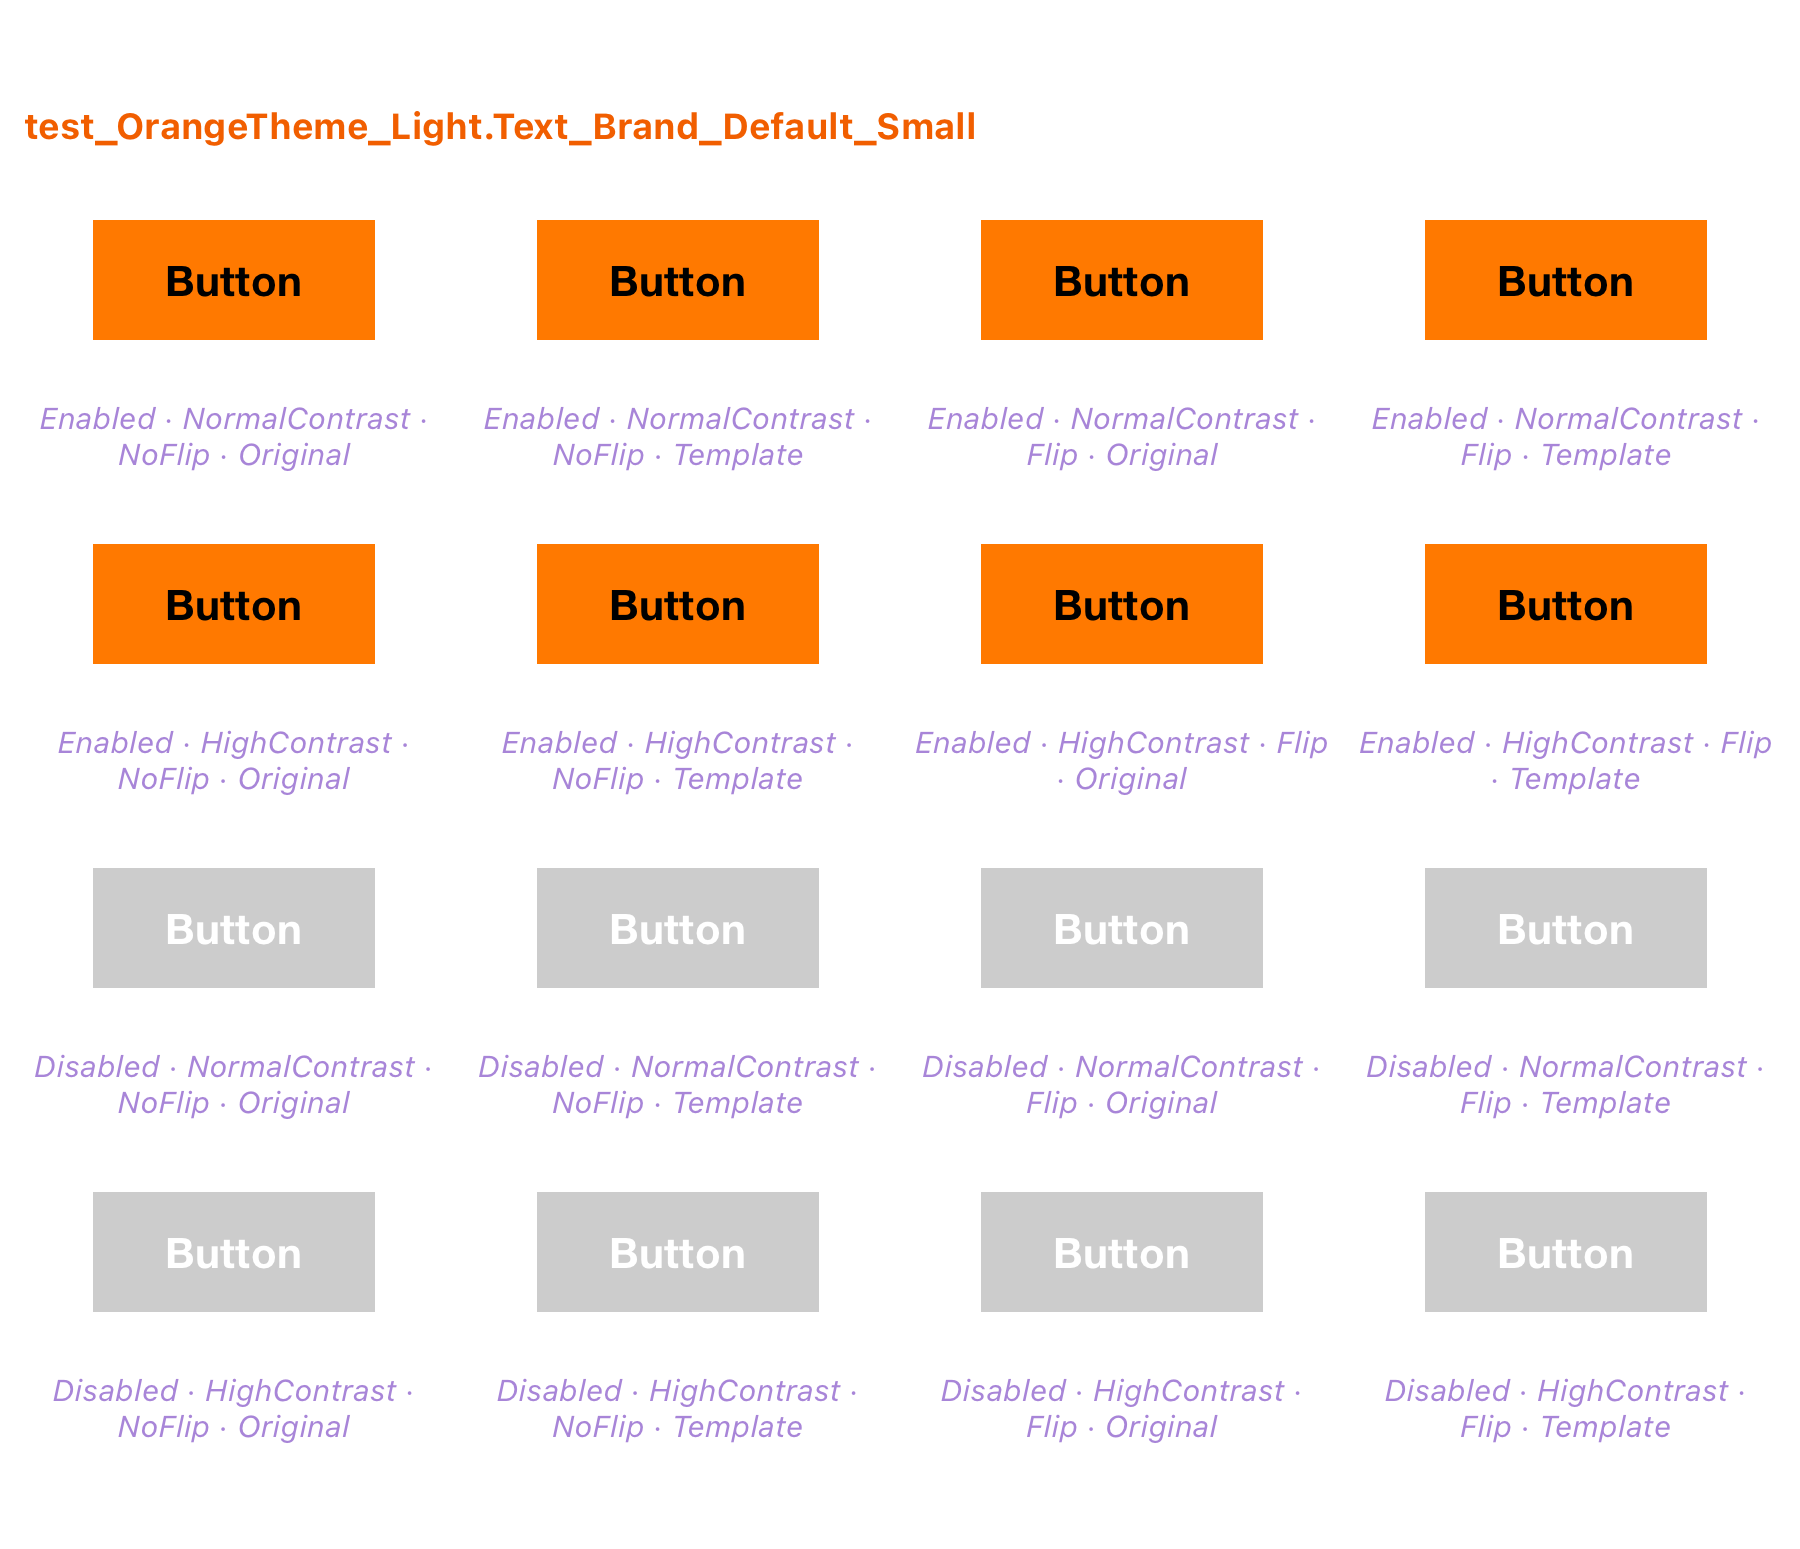 test_OrangeTheme_Light.Text_Brand_Default_Small
Button
Button
Button
Button
Enabled · NormalContrast ·
NoFlip · Original
Enabled · NormalContrast ·
NoFlip · Template
Enabled · NormalContrast ·
Flip · Original
Enabled · NormalContrast ·
Flip · Template
Button
Button
Button
Button
Enabled · HighContrast ·
NoFlip · Original
Enabled · HighContrast ·
NoFlip · Template
Enabled · HighContrast · Flip
· Original
Enabled · HighContrast · Flip
· Template
Button
Button
Button
Button
Disabled · NormalContrast ·
NoFlip · Original
Disabled · NormalContrast ·
NoFlip · Template
Disabled · NormalContrast ·
Flip · Original
Disabled · NormalContrast ·
Flip · Template
Button
Button
Button
Button
Disabled · HighContrast ·
NoFlip · Original
Disabled · HighContrast ·
NoFlip · Template
Disabled · HighContrast ·
Flip · Original
Disabled · HighContrast ·
Flip · Template